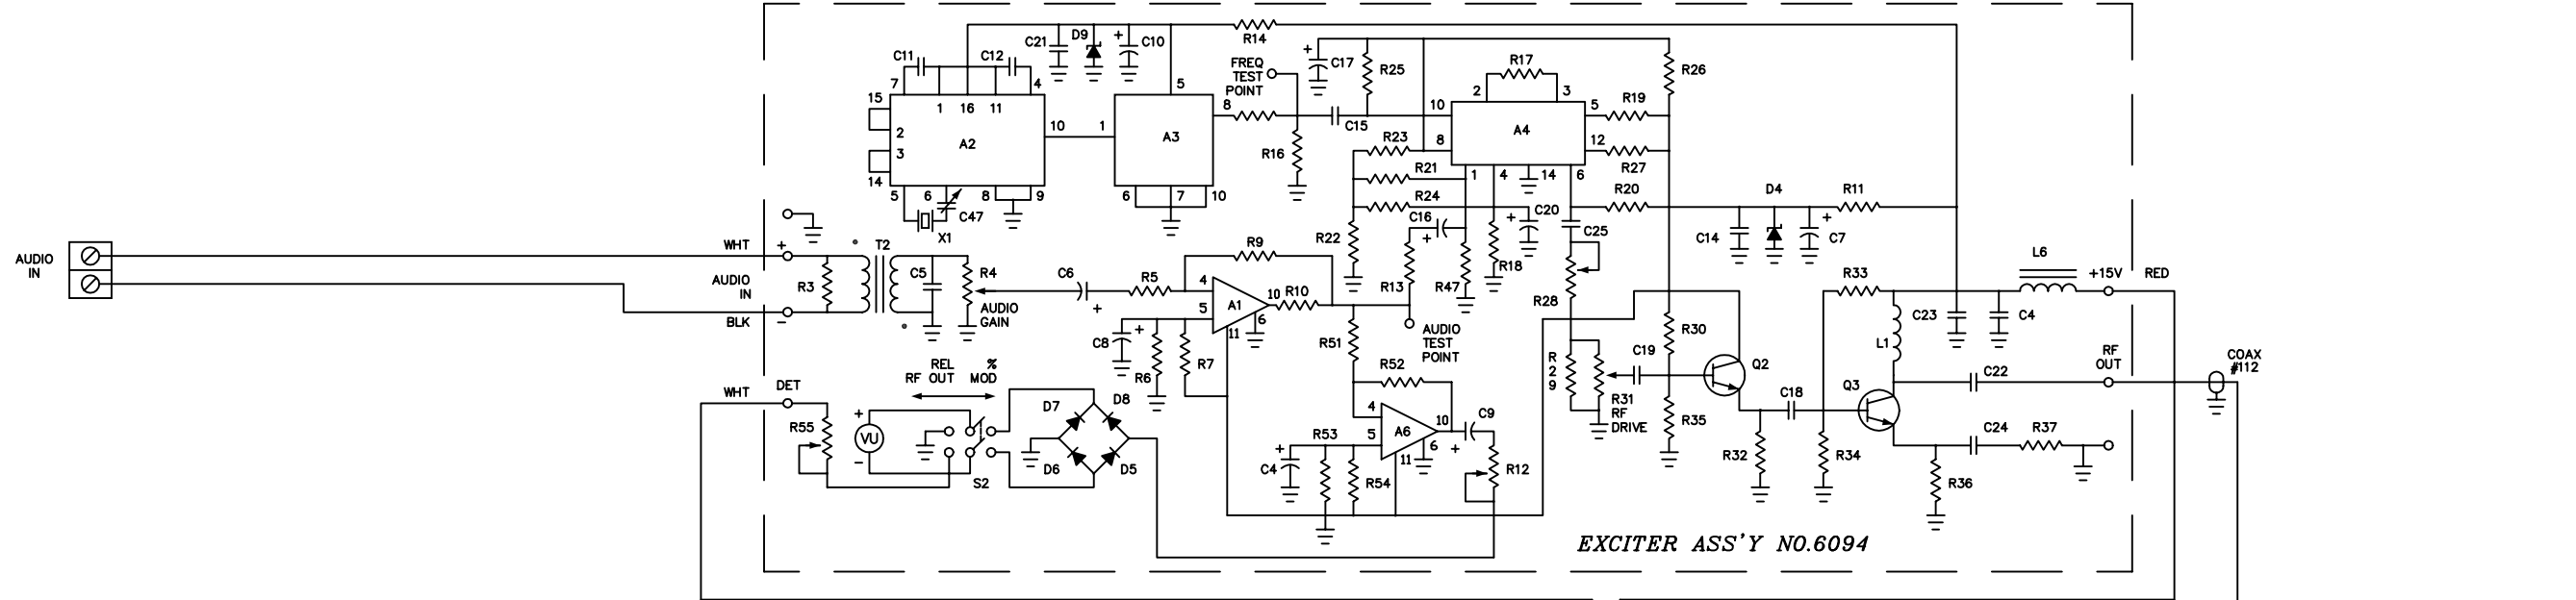 C21
D9
+
C10
R14
C11
C12
7
4
1
16
11
15
2
3
14
A2
10
5
6
8
9
C47
X1
1
5
A3
8
6
7
10
FREQ
TEST
POINT
R16
+
C17
R25
C15
R17
2
3
10
8
A4
5
12
1
4
14
6
R19
R27
R26
R23
R21
R24
R22
C16
+
R13
R47
R18
+
C20
C25
R20
R28
C14
D4
+
C7
R11
AUDIO
IN
WHT
+
AUDIO
IN
BLK
–
R3
T2
C5
R4
AUDIO
GAIN
C6
+
R5
R9
4
5
A1
10
11
6
R10
C8
+
R6
R7
R51
AUDIO
TEST
POINT
R52
R
29
R31
RF
DRIVE
C19
R30
R35
Q2
C18
R32
R33
R34
L1
Q3
C23
C4
L6
+15V
RED
RF
OUT
C22
C24
R37
R36
COAX
#112
WHT
DET
R55
REL
RF OUT
%
MOD
+
VU
–
S2
D7
D8
D6
D5
4
5
A6
10
11
6
R53
+
C4
R54
C9
+
R12
EXCITER ASS'Y NO.6094